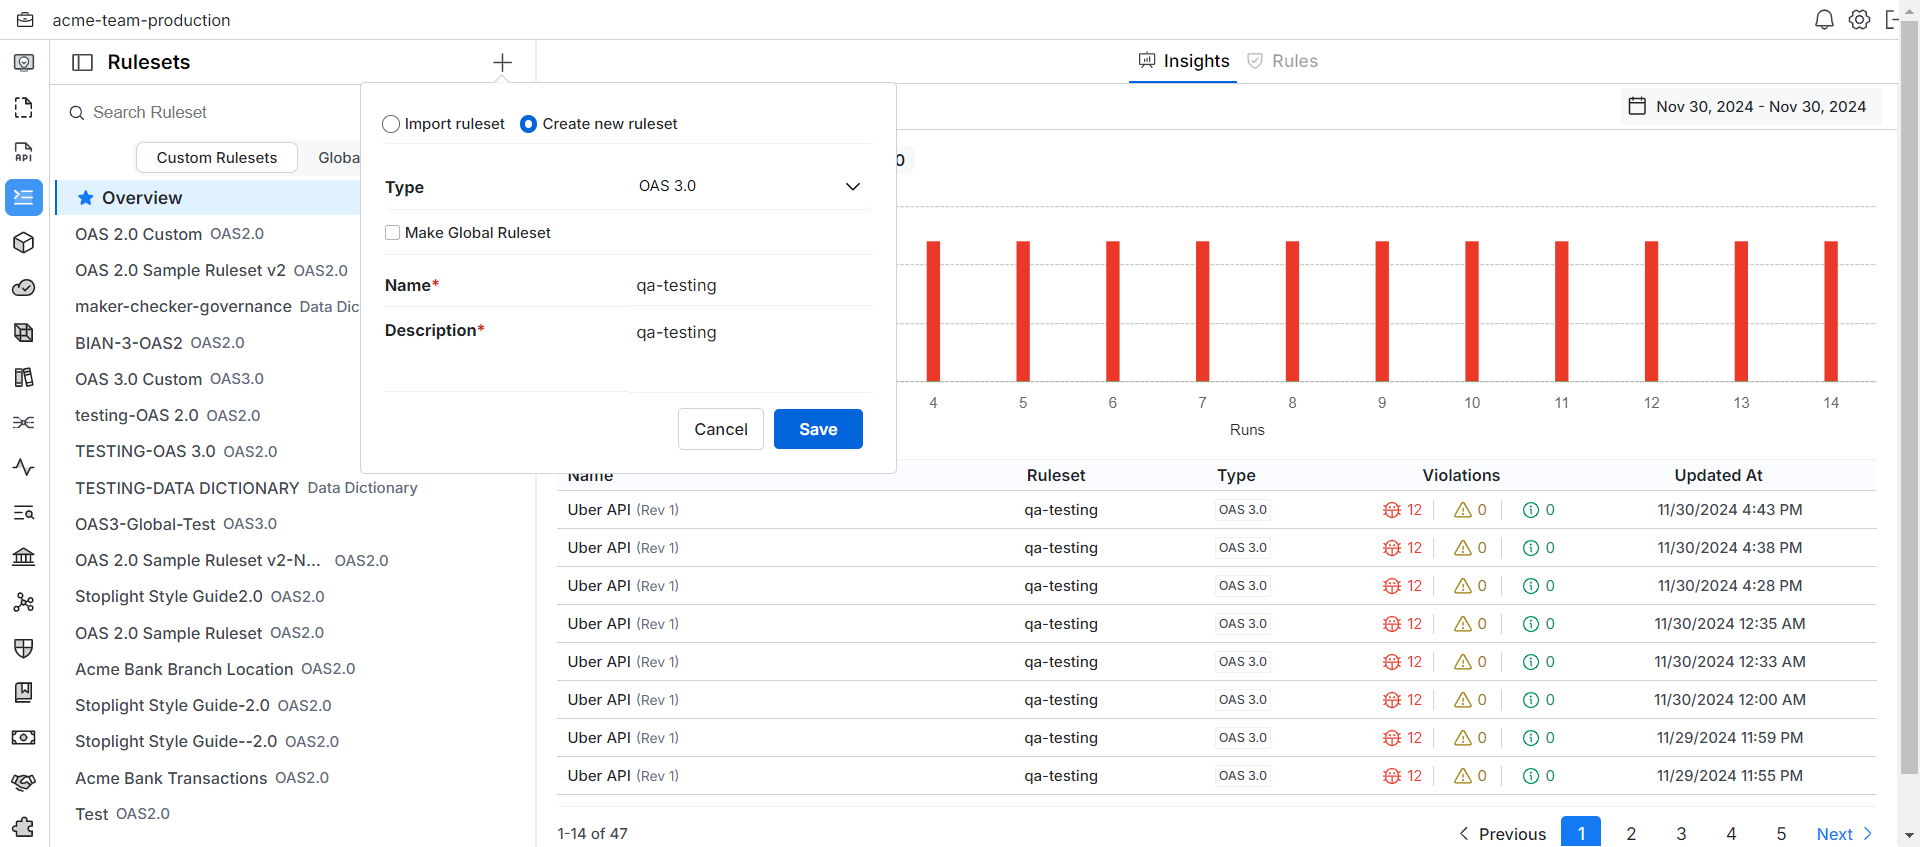 acme-team-production
Rulesets
Search Ruleset
Custom Rulesets Globa
Overview
OAS 2.0 Custom OAS2.0
OAS 2.0 Sample Ruleset v2 OAS2.0
maker-checker-governance Data Dic
BIAN-3-OAS2 OAS2.0
OAS 3.0 Custom OAS3.0
testing-OAS 2.0 OAS2.0
TESTING-OAS 3.0 OAS2.0
TESTING-DATA DICTIONARY Data Dictionary
OAS3-Global-Test OAS3.0
OAS 2.0 Sample Ruleset v2-N... OAS2.0
Stoplight Style Guide2.0 OAS2.0
OAS 2.0 Sample Ruleset OAS2.0
Acme Bank Branch Location OAS2.0
Stoplight Style Guide-2.0 OAS2.0
Stoplight Style Guide--2.0 OAS2.0
Acme Bank Transactions OAS2.0
Test OAS2.0
Import ruleset Create new ruleset
Type OAS 3.0
Make Global Ruleset
Name* qa-testing
Description* qa-testing
Cancel Save
Insights Rules
Nov 30, 2024 - Nov 30, 2024
0
4 5 6 7 8 9 10 11 12 13 14
Runs
Name Ruleset Type Violations Updated At
Uber API (Rev 1) qa-testing OAS 3.0 12 0 0 11/30/2024 4:43 PM
Uber API (Rev 1) qa-testing OAS 3.0 12 0 0 11/30/2024 4:38 PM
Uber API (Rev 1) qa-testing OAS 3.0 12 0 0 11/30/2024 4:28 PM
Uber API (Rev 1) qa-testing OAS 3.0 12 0 0 11/30/2024 12:35 AM
Uber API (Rev 1) qa-testing OAS 3.0 12 0 0 11/30/2024 12:33 AM
Uber API (Rev 1) qa-testing OAS 3.0 12 0 0 11/30/2024 12:00 AM
Uber API (Rev 1) qa-testing OAS 3.0 12 0 0 11/29/2024 11:59 PM
Uber API (Rev 1) qa-testing OAS 3.0 12 0 0 11/29/2024 11:55 PM
1-14 of 47 Previous 1 2 3 4 5 Next